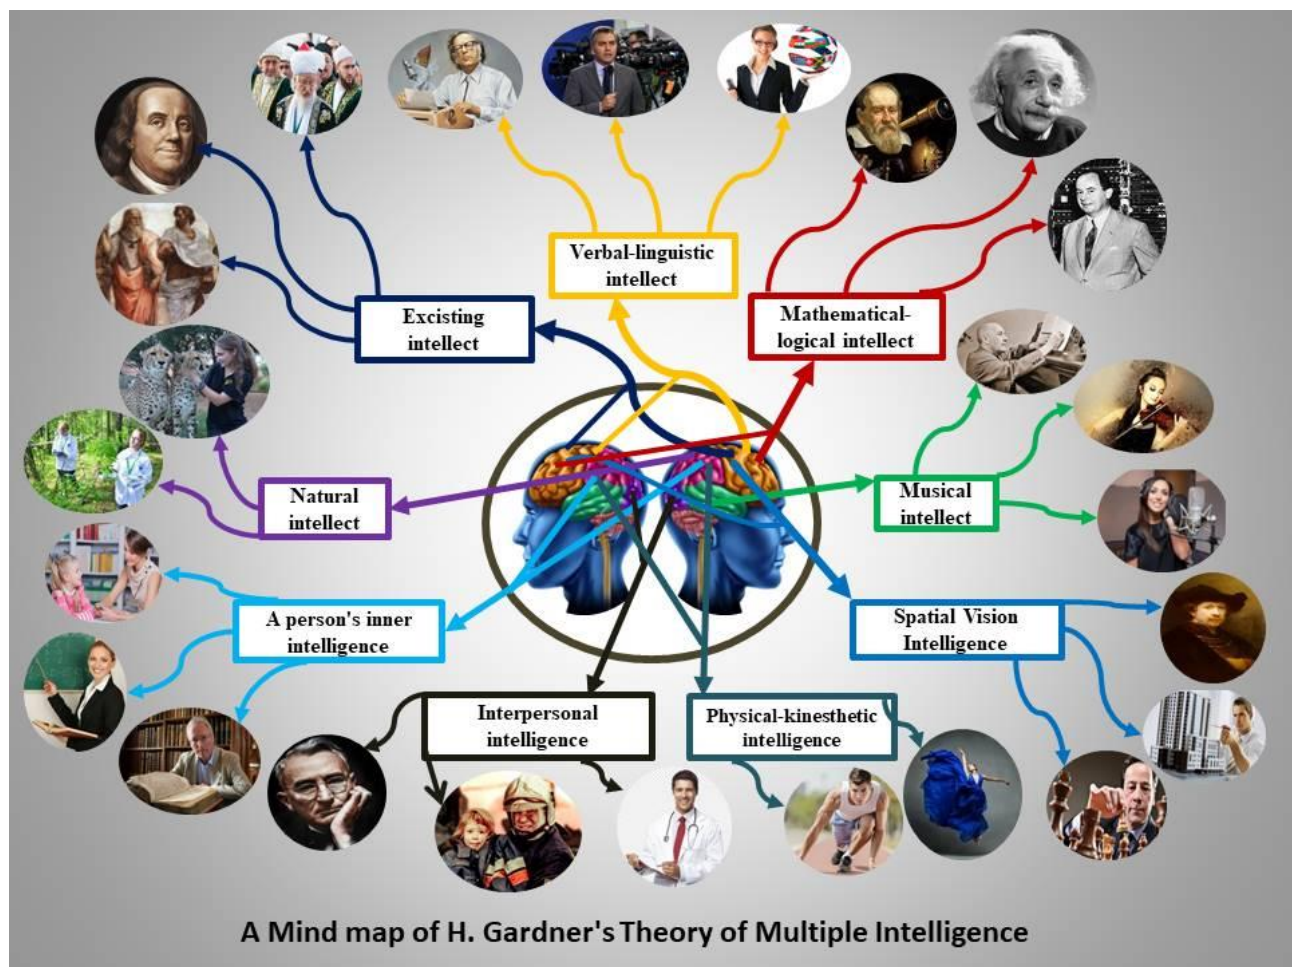 Verbal-linguistic
intellect
Excisting
intellect
Mathematical-
logical intellect
Natural
intellect
Musical
intellect
A person's inner
intelligence
Spatial Vision
Intelligence
Interpersonal
intelligence
Physical-kinesthetic
intelligence
A Mind map of H. Gardner's Theory of Multiple Intelligence